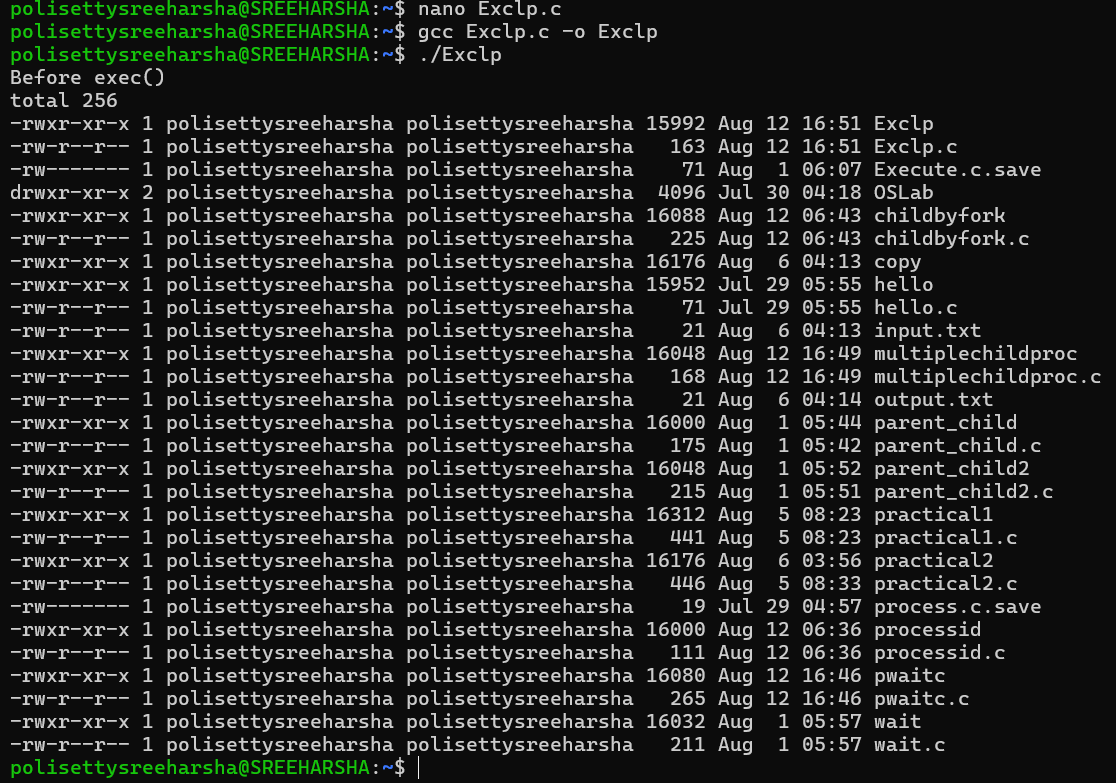 polisettysreeharsha@SREEHARSHA:~$ nano Exclp.c
polisettysreeharsha@SREEHARSHA:~$ gcc Exclp.c -o Exclp
polisettysreeharsha@SREEHARSHA:~$ ./Exclp
Before exec()
total 256
-rwxr-xr-x 1 polisettysreeharsha polisettysreeharsha 15992 Aug 12 16:51 Exclp
-rw-r--r-- 1 polisettysreeharsha polisettysreeharsha   163 Aug 12 16:51 Exclp.c
-rw------- 1 polisettysreeharsha polisettysreeharsha    71 Aug  1 06:07 Execute.c.save
drwxr-xr-x 2 polisettysreeharsha polisettysreeharsha  4096 Jul 30 04:18 OSLab
-rwxr-xr-x 1 polisettysreeharsha polisettysreeharsha 16088 Aug 12 06:43 childbyfork
-rw-r--r-- 1 polisettysreeharsha polisettysreeharsha   225 Aug 12 06:43 childbyfork.c
-rwxr-xr-x 1 polisettysreeharsha polisettysreeharsha 16176 Aug  6 04:13 copy
-rwxr-xr-x 1 polisettysreeharsha polisettysreeharsha 15952 Jul 29 05:55 hello
-rw-r--r-- 1 polisettysreeharsha polisettysreeharsha    71 Jul 29 05:55 hello.c
-rw-r--r-- 1 polisettysreeharsha polisettysreeharsha    21 Aug  6 04:13 input.txt
-rwxr-xr-x 1 polisettysreeharsha polisettysreeharsha 16048 Aug 12 16:49 multiplechildproc
-rw-r--r-- 1 polisettysreeharsha polisettysreeharsha   168 Aug 12 16:49 multiplechildproc.c
-rw-r--r-- 1 polisettysreeharsha polisettysreeharsha    21 Aug  6 04:14 output.txt
-rwxr-xr-x 1 polisettysreeharsha polisettysreeharsha 16000 Aug  1 05:44 parent_child
-rw-r--r-- 1 polisettysreeharsha polisettysreeharsha   175 Aug  1 05:42 parent_child.c
-rwxr-xr-x 1 polisettysreeharsha polisettysreeharsha 16048 Aug  1 05:52 parent_child2
-rw-r--r-- 1 polisettysreeharsha polisettysreeharsha   215 Aug  1 05:51 parent_child2.c
-rwxr-xr-x 1 polisettysreeharsha polisettysreeharsha 16312 Aug  5 08:23 practical1
-rw-r--r-- 1 polisettysreeharsha polisettysreeharsha   441 Aug  5 08:23 practical1.c
-rwxr-xr-x 1 polisettysreeharsha polisettysreeharsha 16176 Aug  6 03:56 practical2
-rw-r--r-- 1 polisettysreeharsha polisettysreeharsha   446 Aug  5 08:33 practical2.c
-rw------- 1 polisettysreeharsha polisettysreeharsha    19 Jul 29 04:57 process.c.save
-rwxr-xr-x 1 polisettysreeharsha polisettysreeharsha 16000 Aug 12 06:36 processid
-rw-r--r-- 1 polisettysreeharsha polisettysreeharsha   111 Aug 12 06:36 processid.c
-rwxr-xr-x 1 polisettysreeharsha polisettysreeharsha 16080 Aug 12 16:46 pwaitc
-rw-r--r-- 1 polisettysreeharsha polisettysreeharsha   265 Aug 12 16:46 pwaitc.c
-rwxr-xr-x 1 polisettysreeharsha polisettysreeharsha 16032 Aug  1 05:57 wait
-rw-r--r-- 1 polisettysreeharsha polisettysreeharsha   211 Aug  1 05:57 wait.c
polisettysreeharsha@SREEHARSHA:~$